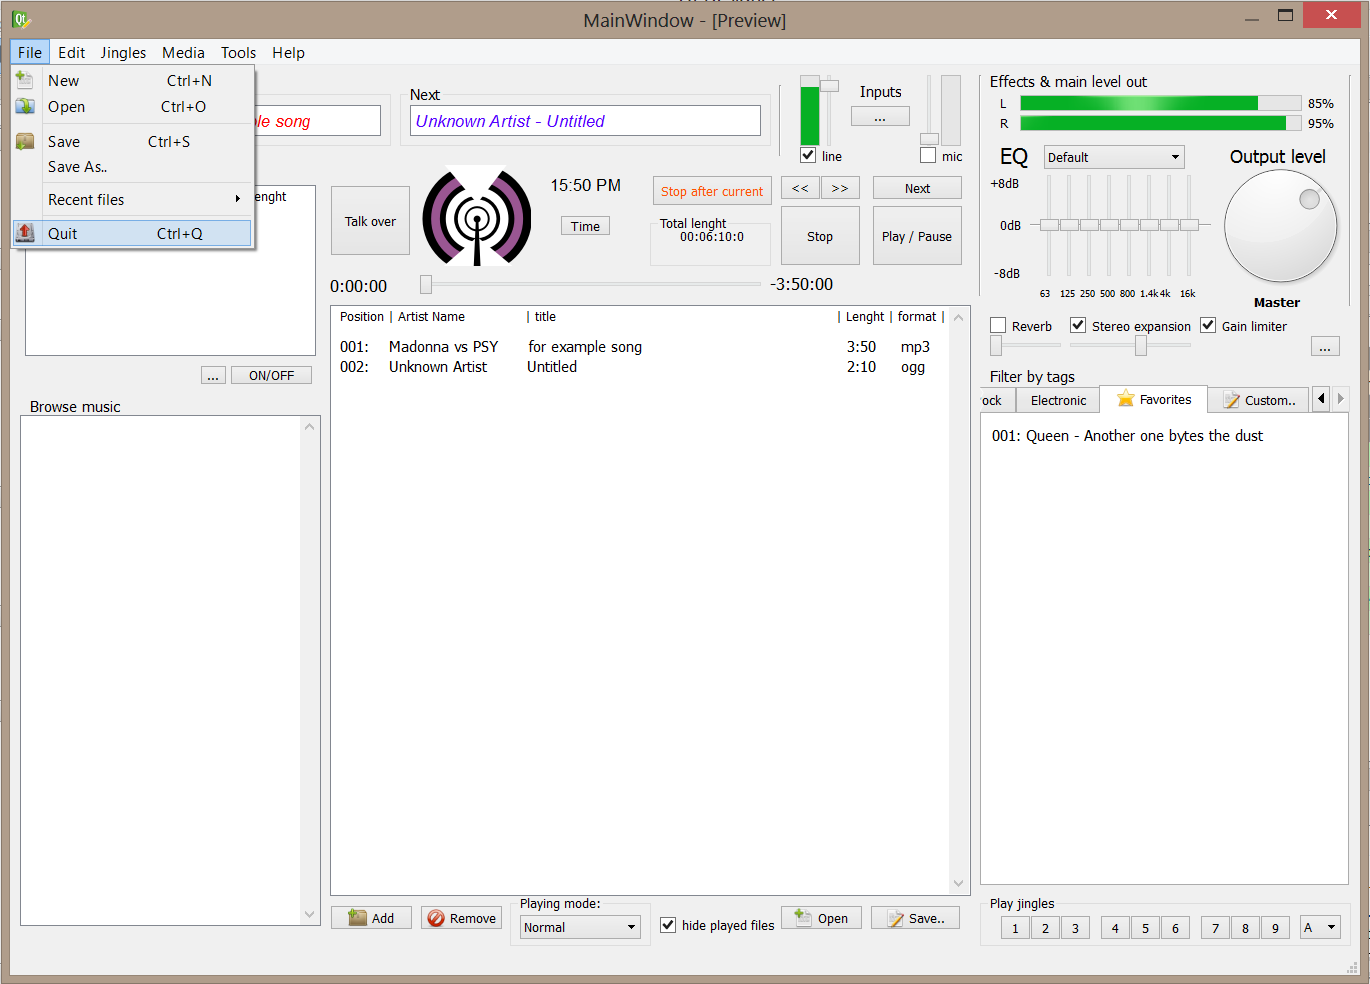 MainWindow - [Preview]
File Edit Jingles Media Tools Help
New Ctrl+N
Open Ctrl+O
Save Ctrl+S
Save As..
Recent files
Quit Ctrl+Q
song
Next
Unknown Artist - Untitled
line
Inputs
...
mic
Talk over
15:50 PM
Time
Stop after current
Total lenght
00:06:10:0
<< >>
Next
Stop
Play / Pause
0:00:00
-3:50:00
Effects & main level out
L 85%
R 95%
EQ Default
+8dB
0dB
-8dB
63 125 250 500 800 1.4k 4k 16k
Output level
Master
Reverb Stereo expansion Gain limiter
...
Position | Artist Name | title | Lenght | format |
001: Madonna vs PSY for example song 3:50 mp3
002: Unknown Artist Untitled 2:10 ogg
... ON/OFF
Browse music
Filter by tags
ock Electronic Favorites Custom..
001: Queen - Another one bytes the dust
Add Remove
Playing mode:
Normal
hide played files
Open Save..
Play jingles
1 2 3 4 5 6 7 8 9 A